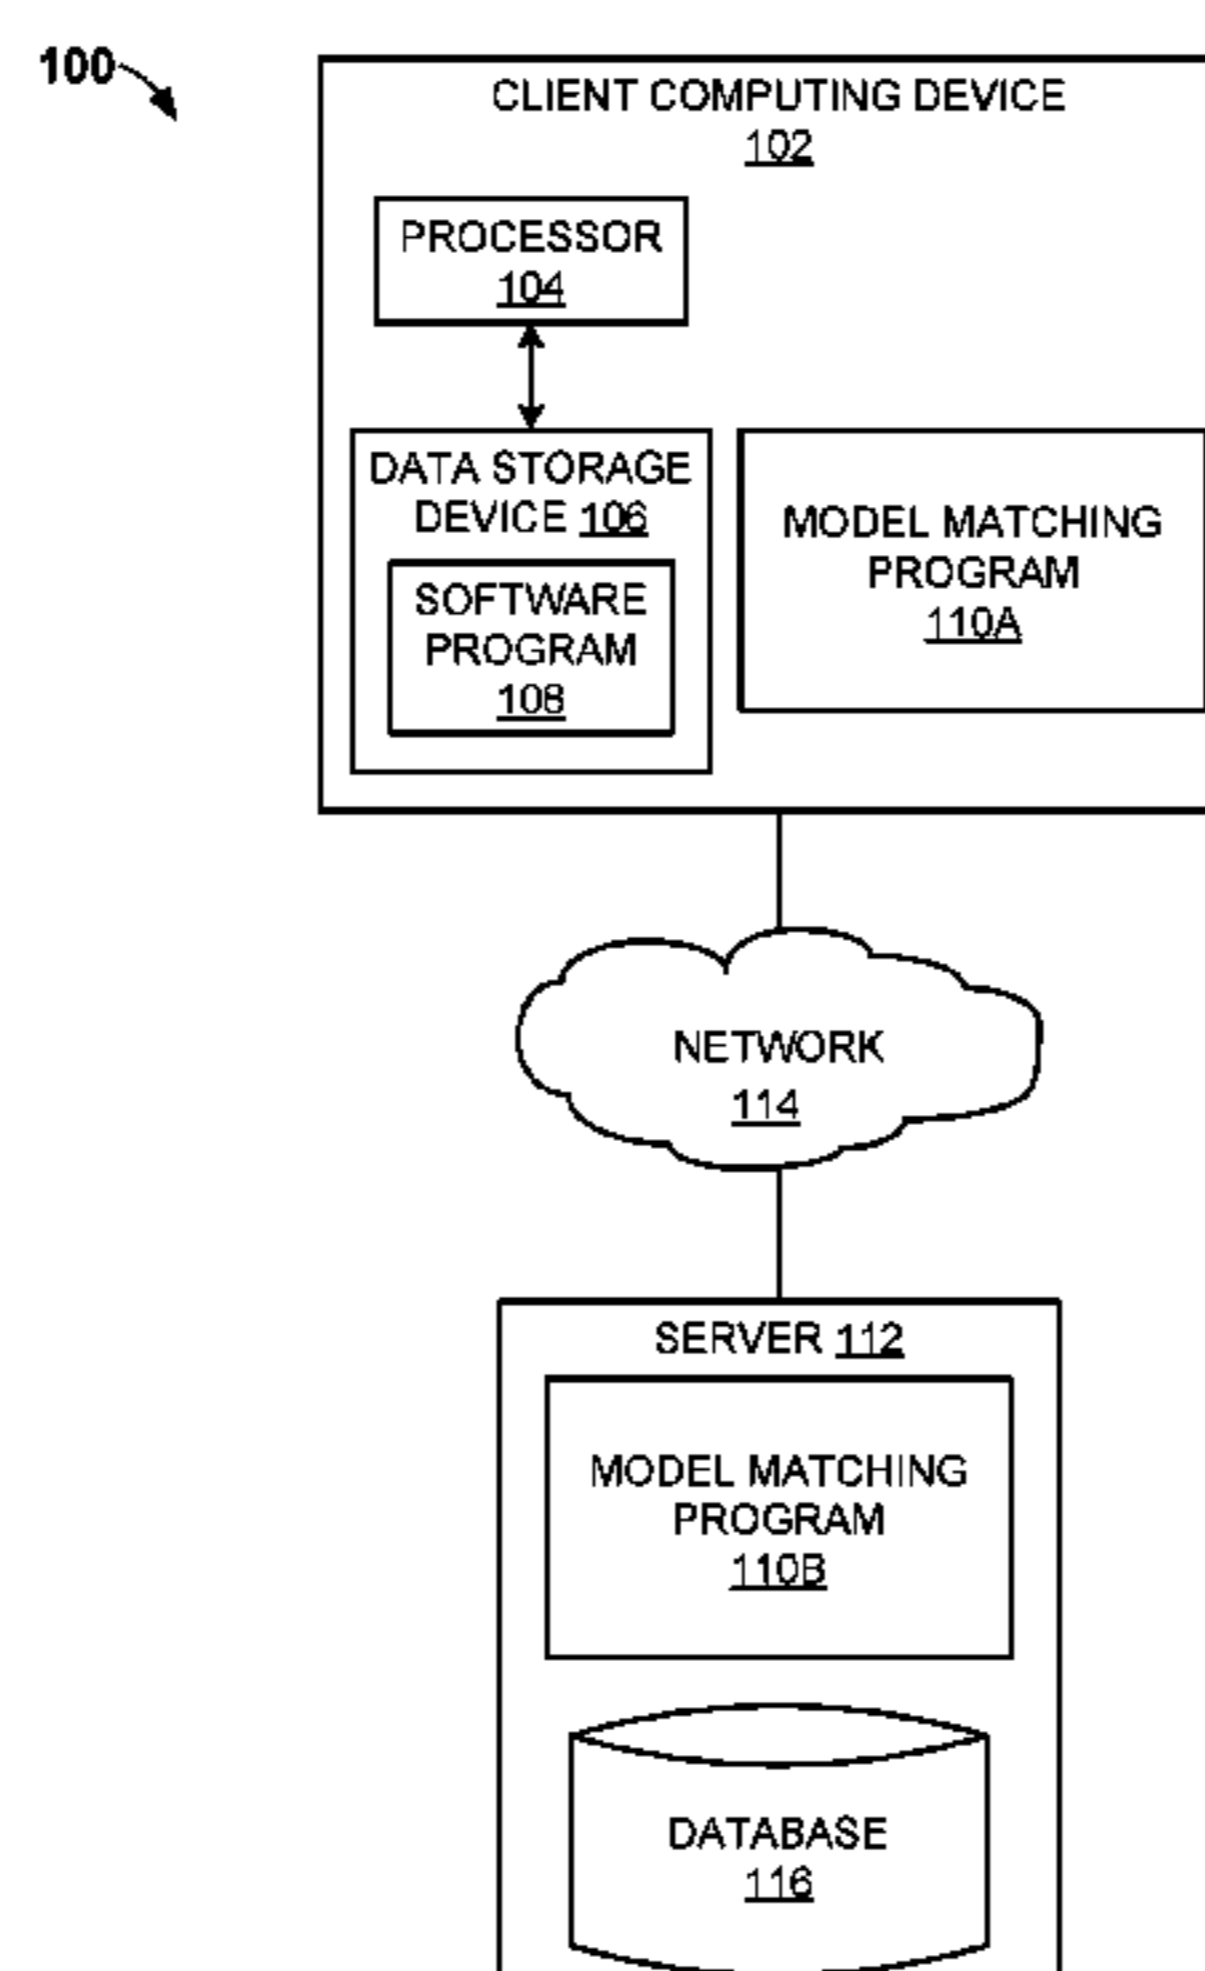 100
CLIENT COMPUTING DEVICE
102
PROCESSOR
104
DATA STORAGE
DEVICE 106
SOFTWARE
PROGRAM
108
MODEL MATCHING
PROGRAM
110A
NETWORK
114
SERVER 112
MODEL MATCHING
PROGRAM
110B
DATABASE
116